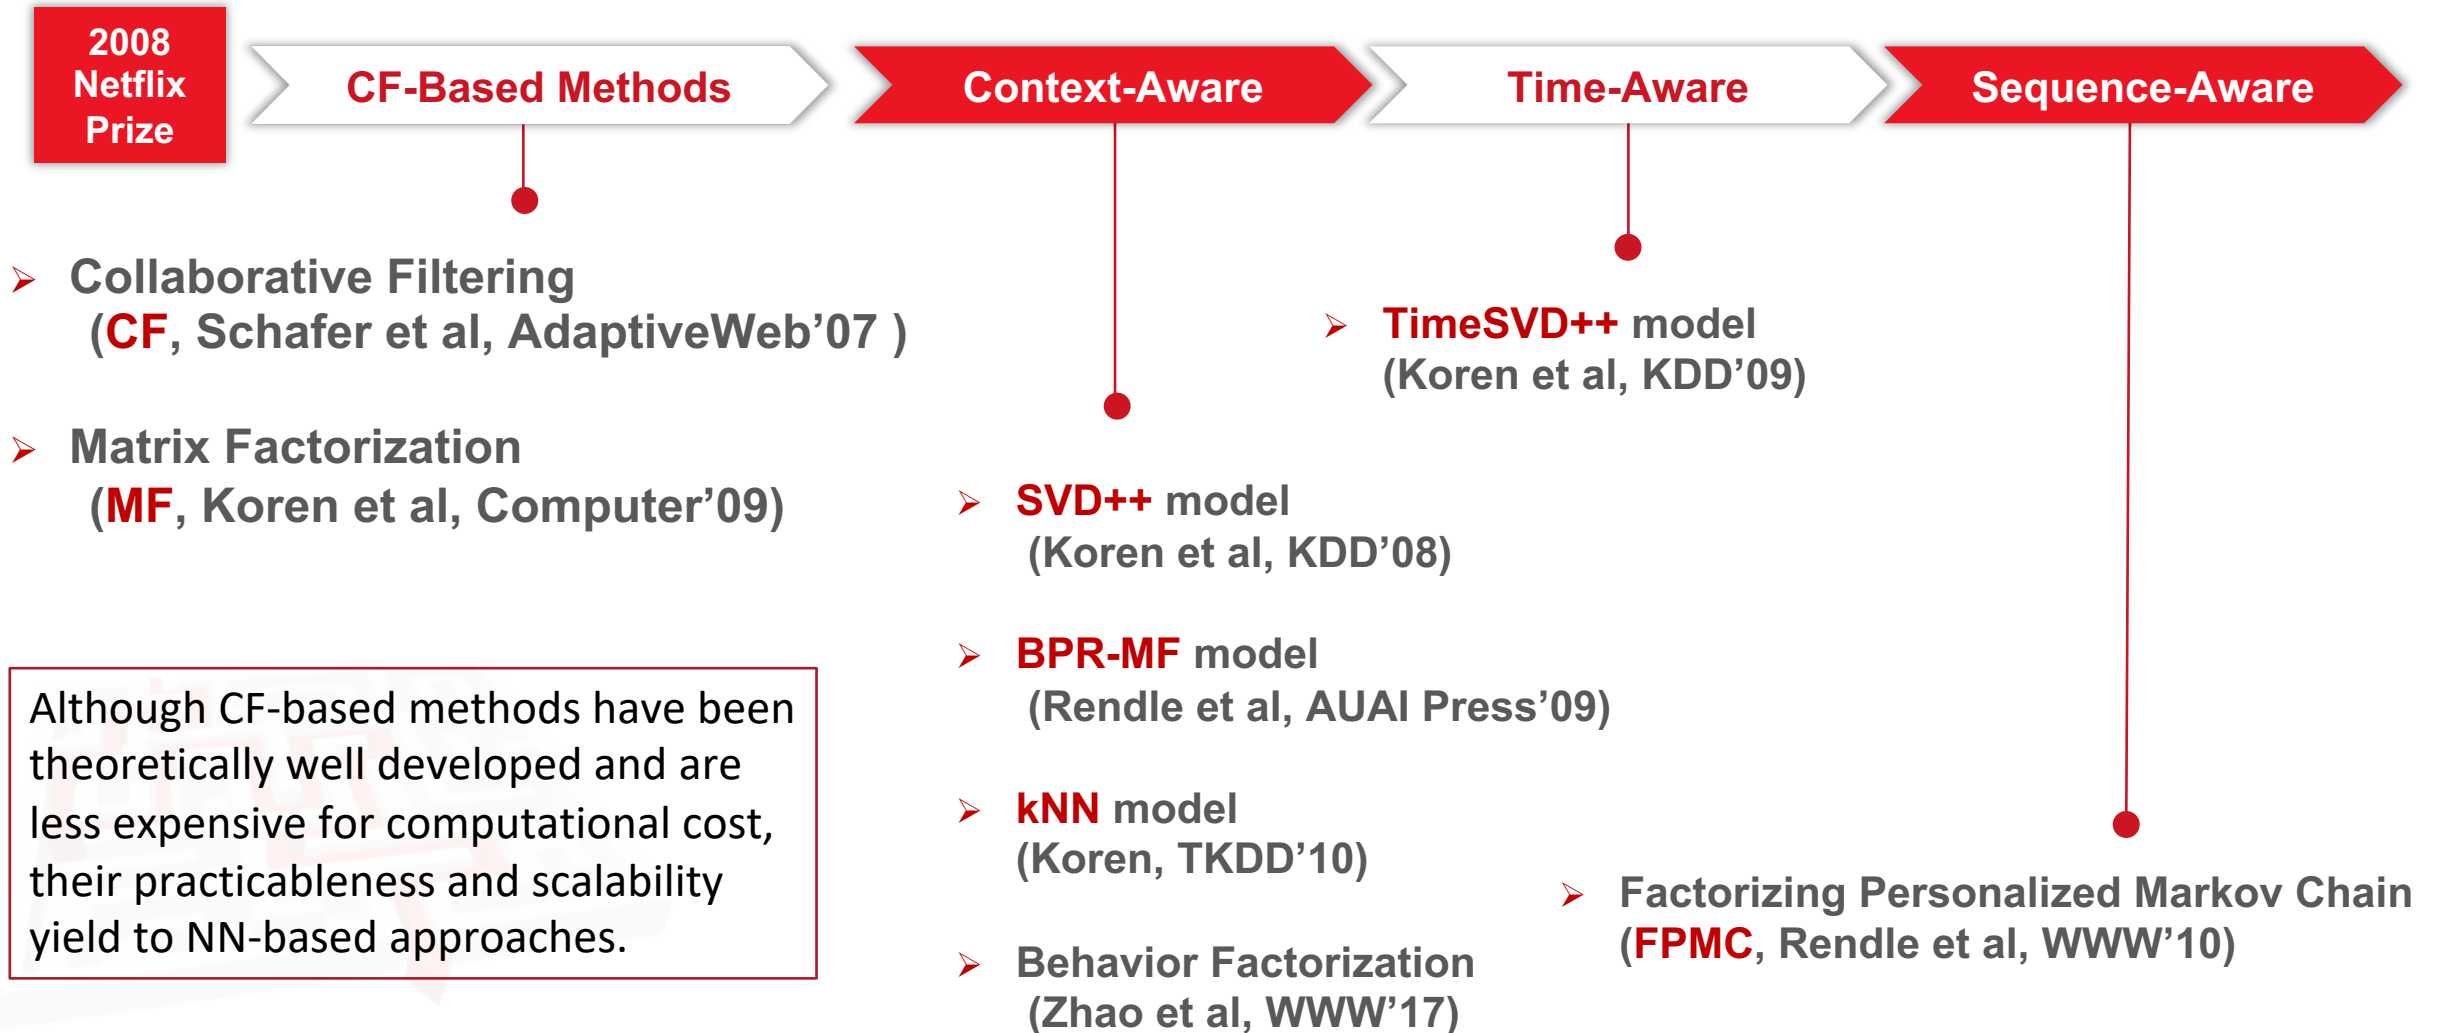 2008
Netflix
Prize
CF-Based Methods
Context-Aware
Time-Aware
Sequence-Aware
➢ Collaborative Filtering
(CF, Schafer et al, AdaptiveWeb’07 )
➢ Matrix Factorization
(MF, Koren et al, Computer’09)
Although CF-based methods have been
theoretically well developed and are
less expensive for computational cost,
their practicableness and scalability
yield to NN-based approaches.
➢ SVD++ model
(Koren et al, KDD’08)
➢ BPR-MF model
(Rendle et al, AUAI Press’09)
➢ kNN model
(Koren, TKDD’10)
➢ Behavior Factorization
(Zhao et al, WWW’17)
➢ TimeSVD++ model
(Koren et al, KDD’09)
➢ Factorizing Personalized Markov Chain
(FPMC, Rendle et al, WWW’10)